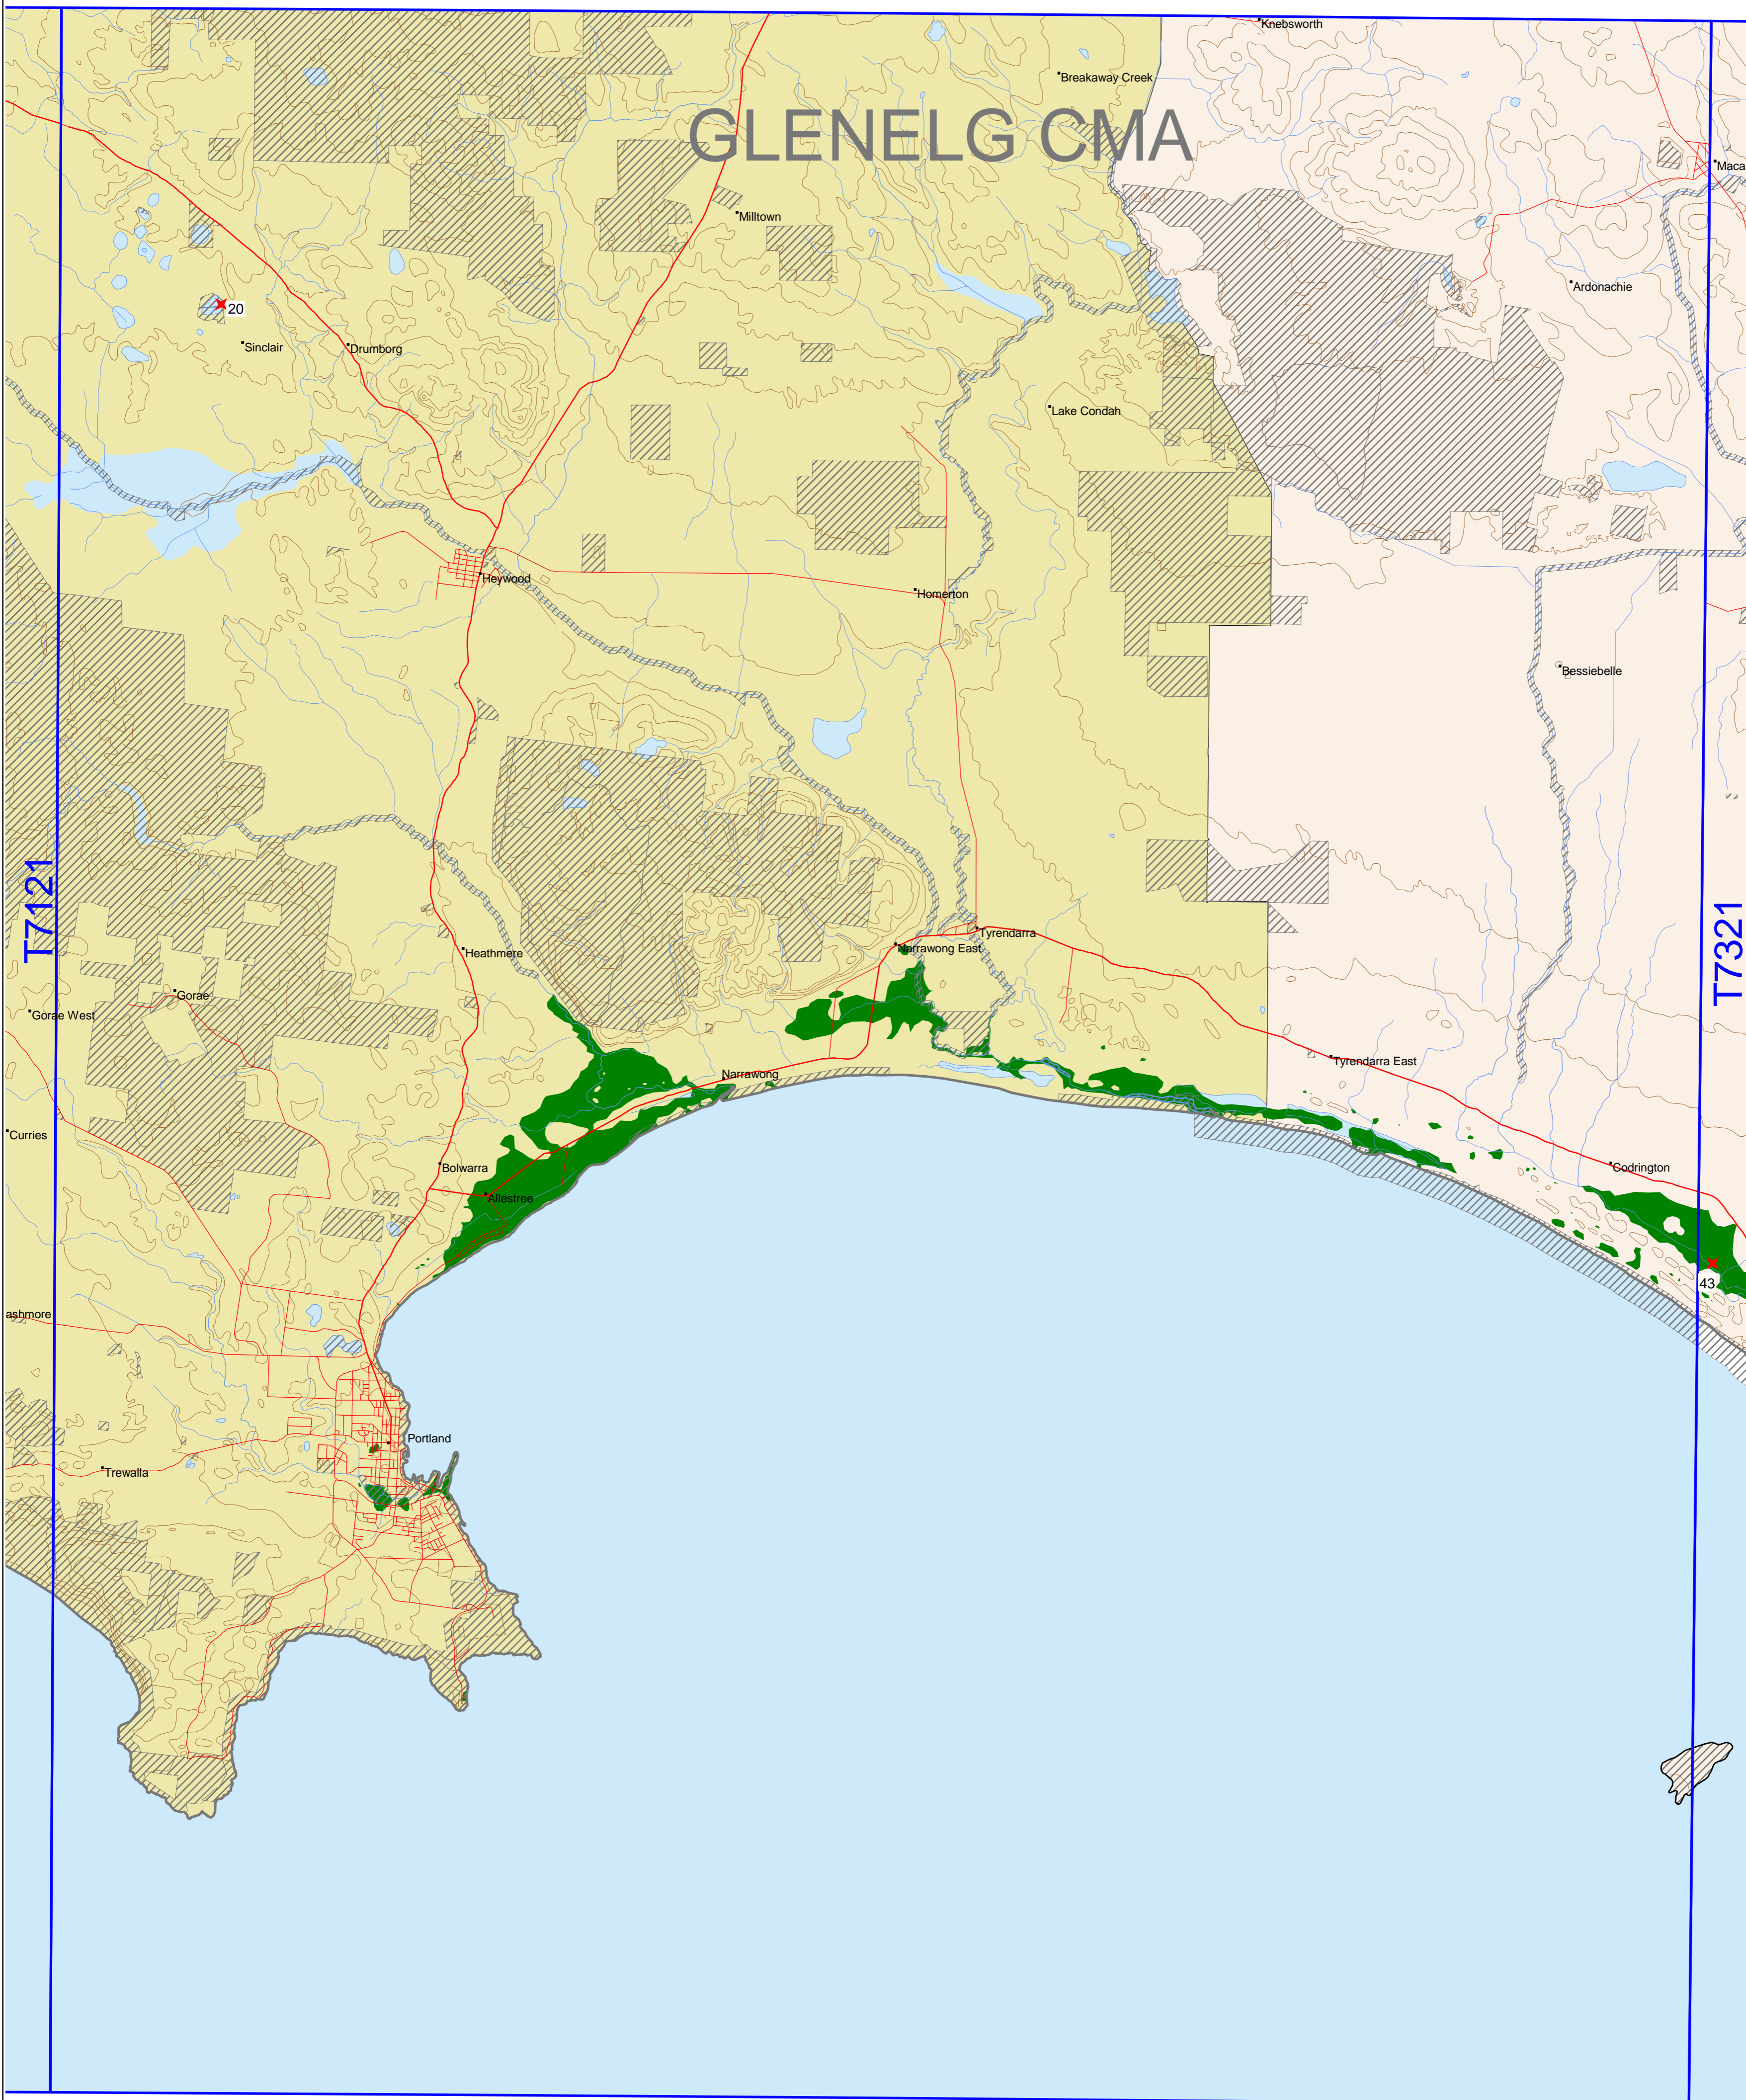 Knebsworth
Breakaway Creek
GLENELG CMA
Maca
Milltown
Ardonachie
20
Sinclair
Drumborg
Lake Condah
Heywood
Homerton
Bessiebelle
T7121
T7321
Tyrendarra
Narrawong East
Heathmere
Gorae
Gorae West
Tyrendarra East
Narrawong
Curries
Bolwarra
Codrington
Allestree
43
ashmore
Portland
Trewalla